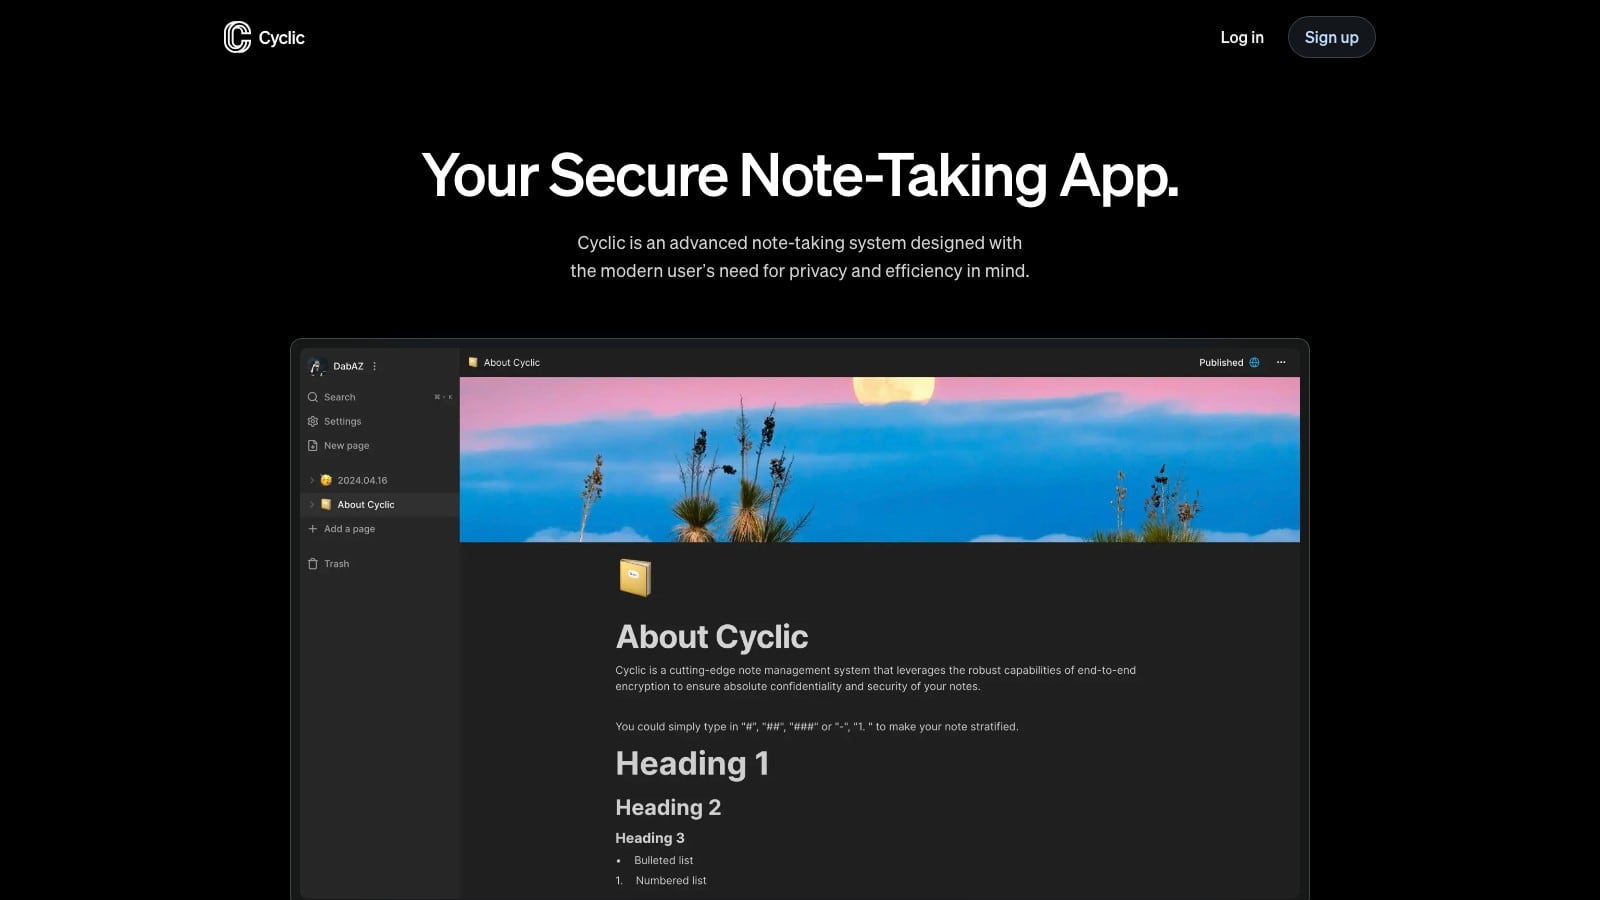 Cyclic
Log in
Sign up
Your Secure Note-Taking App.
Cyclic is an advanced note-taking system designed with
the modern user's need for privacy and efficiency in mind.
DabAZ
About Cyclic
Published
Search
⌘ + K
Settings
New page
2024.04.16
About Cyclic
Add a page
Trash
About Cyclic
Cyclic is a cutting-edge note management system that leverages the robust capabilities of end-to-end
encryption to ensure absolute confidentiality and security of your notes.
You could simply type in "#", "##", "###" or "-", "1. " to make your note stratified.
Heading 1
Heading 2
Heading 3
• Bulleted list
1. Numbered list